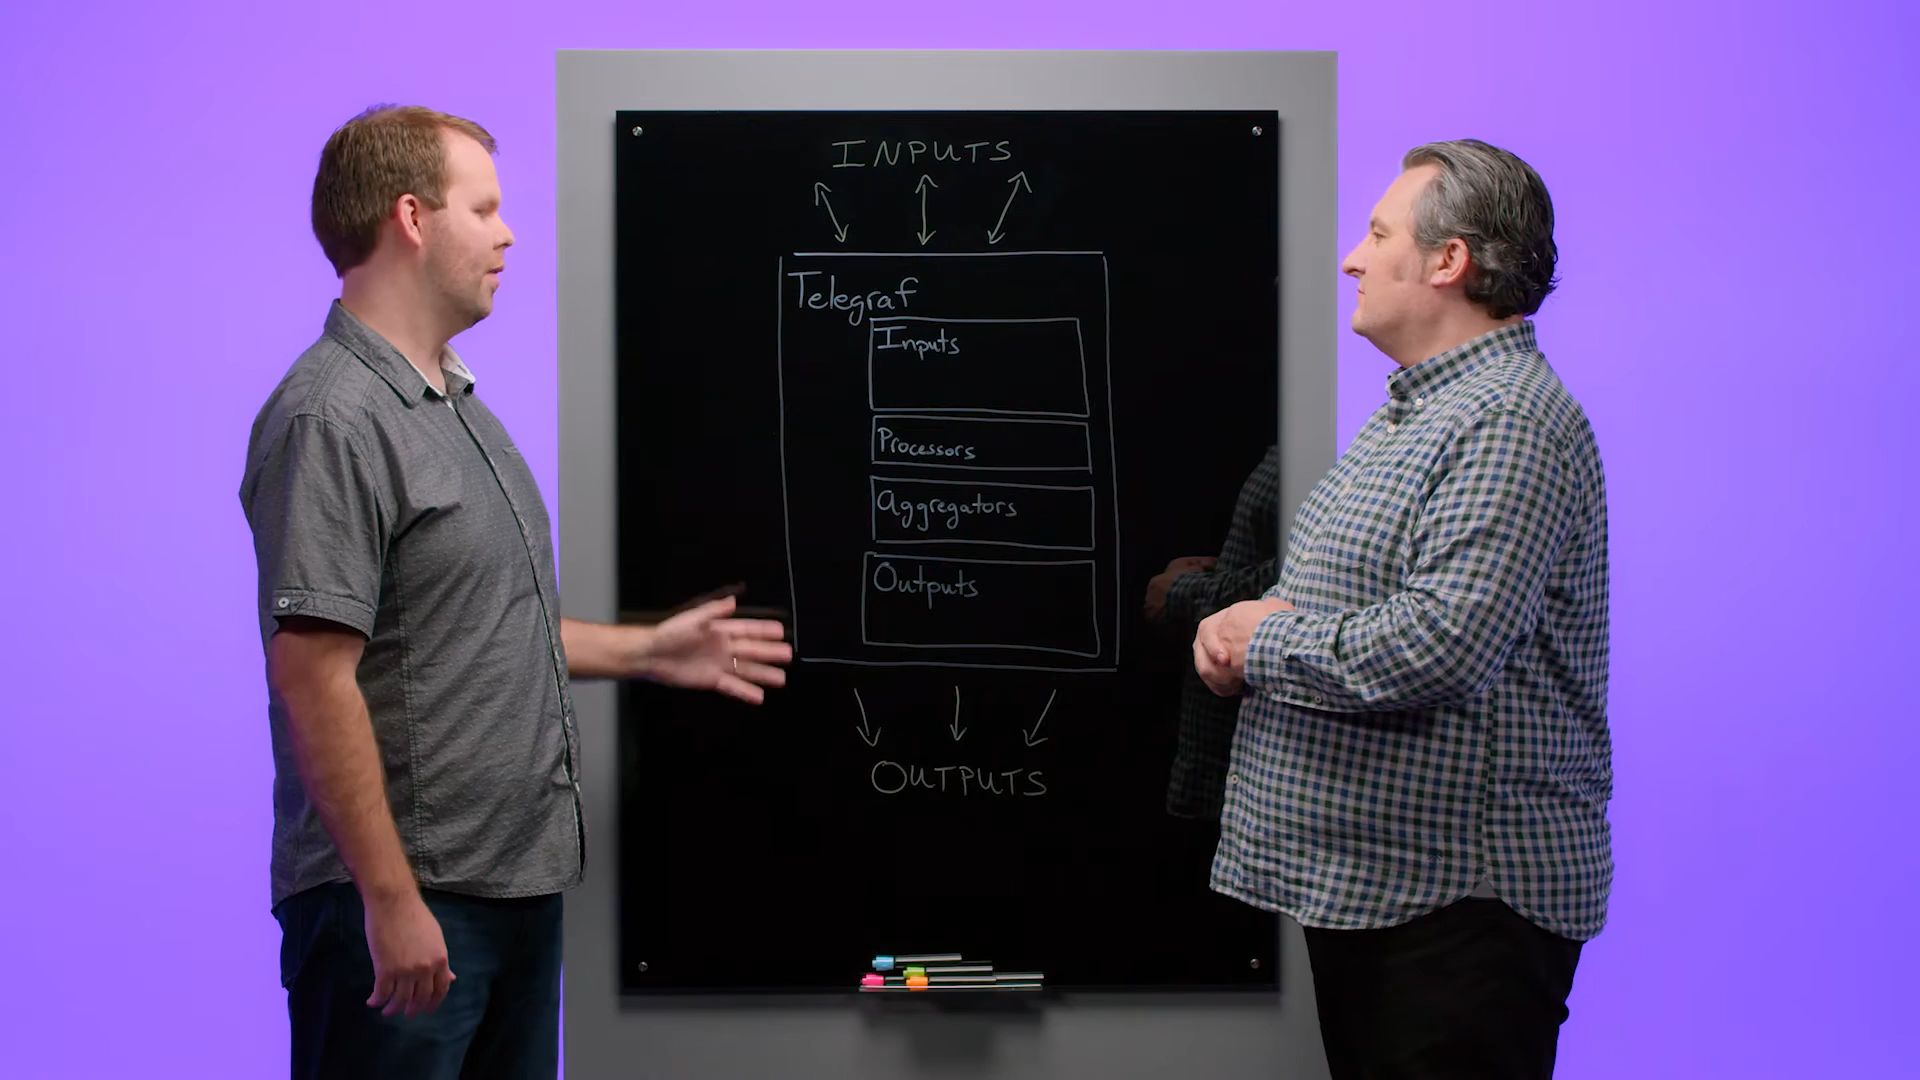 INPUTS
Telegraf
Inputs
Processors
Aggregators
Outputs
OUTPUTS